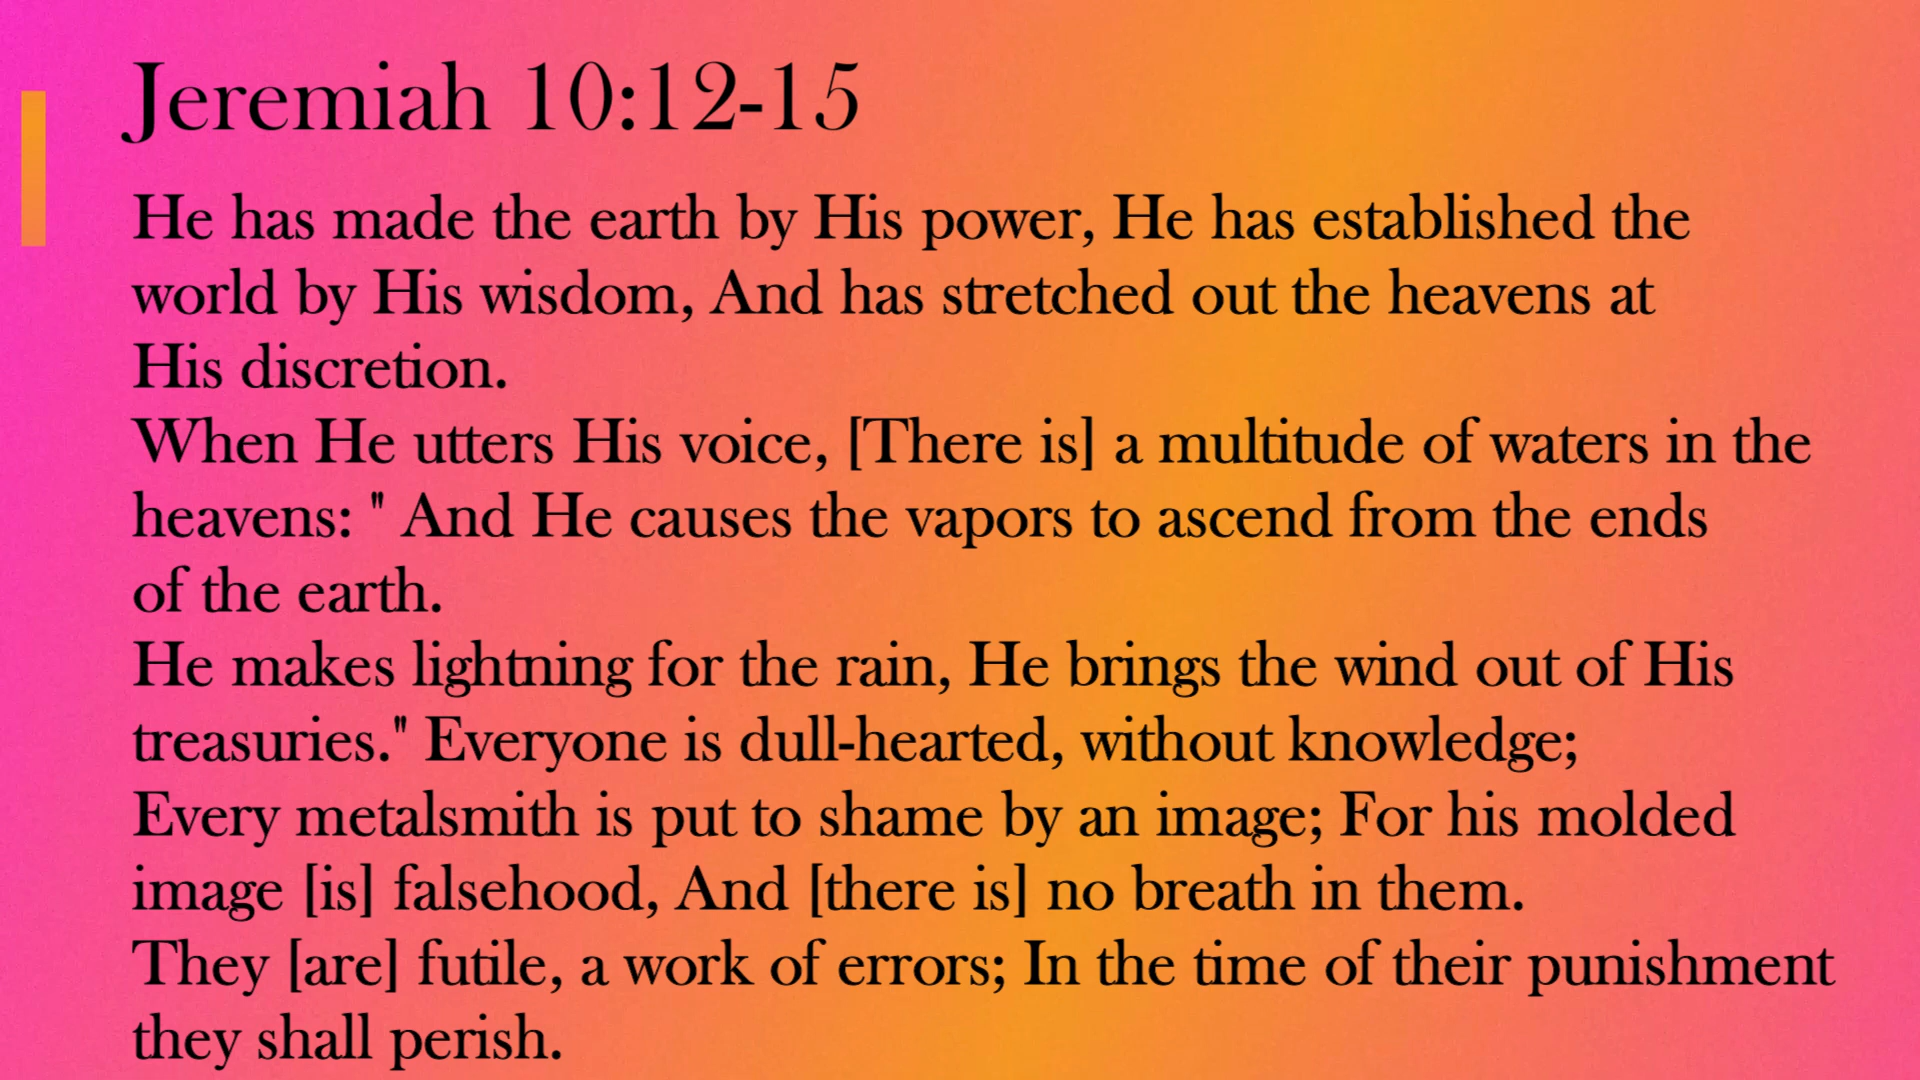 Jeremiah 10:12-15
He has made the earth by His power, He has established the
world by His wisdom, And has stretched out the heavens at
His discretion.
When He utters His voice, [There is] a multitude of waters in the
heavens: " And He causes the vapors to ascend from the ends
of the earth.
He makes lightning for the rain, He brings the wind out of His
treasuries." Everyone is dull-hearted, without knowledge;
Every metalsmith is put to shame by an image; For his molded
image [is] falsehood, And [there is] no breath in them.
They [are] futile, a work of errors; In the time of their punishment
they shall perish.